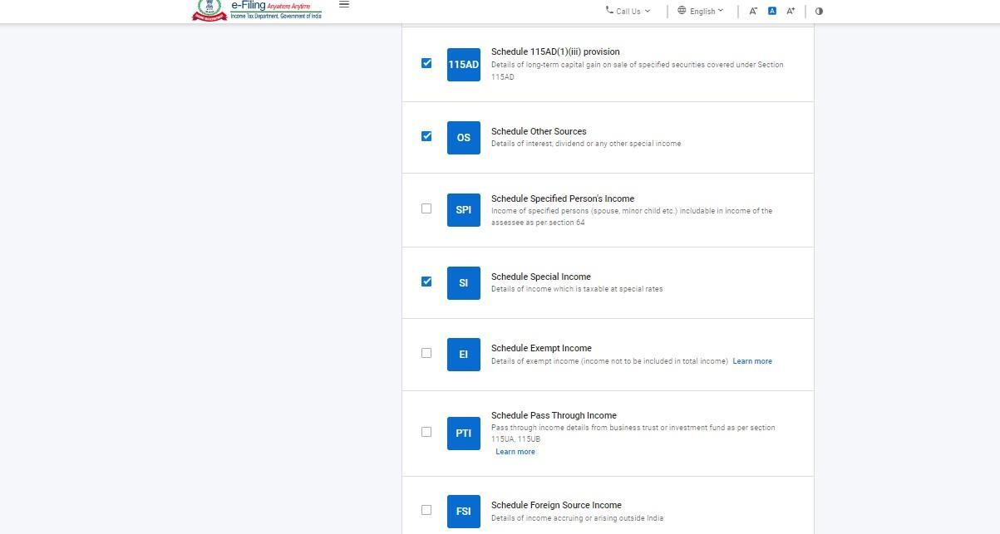 e-Filing Anywhere Anytime
Income Tax Department, Government of India
Call Us
English
A-
A
A+
115AD
Schedule 115AD(1)(iii) provision
Details of long-term capital gain on sale of specified securities covered under Section
115AD
OS
Schedule Other Sources
Details of interest, dividend or any other special income
SPI
Schedule Specified Person's Income
Income of specified persons (spouse, minor child etc.) includable in income of the
assessee as per section 64
SI
Schedule Special Income
Details of income which is taxable at special rates
EI
Schedule Exempt Income
Details of exempt income (income not to be included in total income) Learn more
PTI
Schedule Pass Through Income
Pass through income details from business trust or investment fund as per section
115UA, 115UB
Learn more
FSI
Schedule Foreign Source Income
Details of income accruing or arising outside India